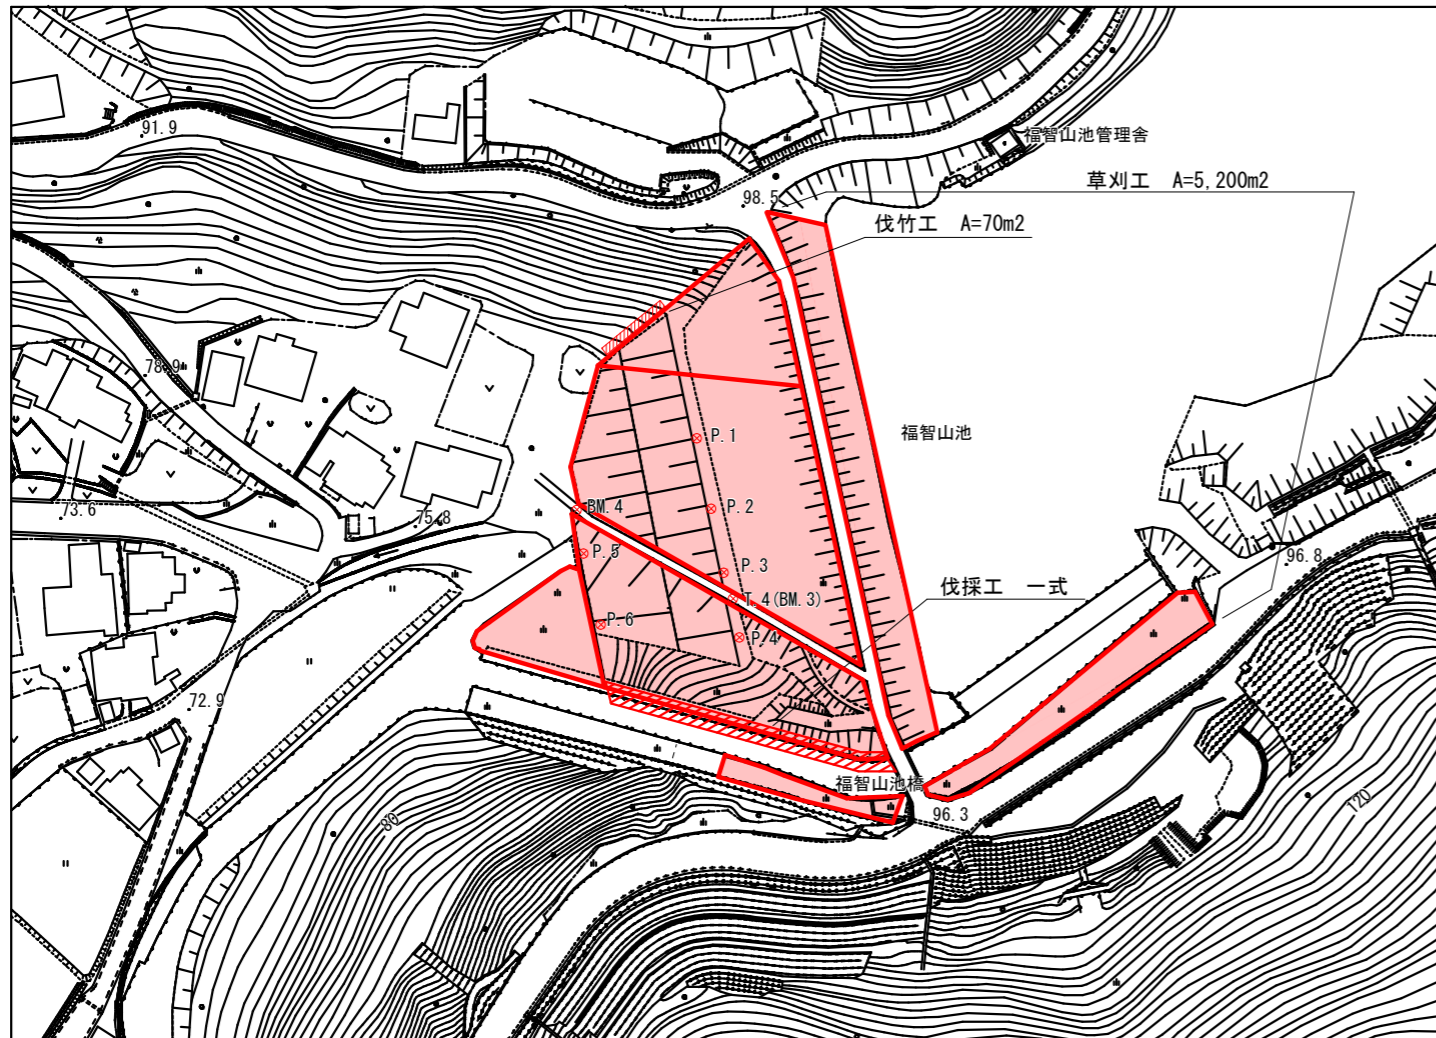 91.9
福智山池管理舎
草刈工　A=5,200m2
98.5
伐竹工　A=70m2
78.9
福智山池
P.1
73.6
75.8
BM.4
P.2
P.5
P.3
96.8
伐採工　一式
T.4(BM.3)
P.6
P.4
72.9
福智山池橋
96.3
80
120